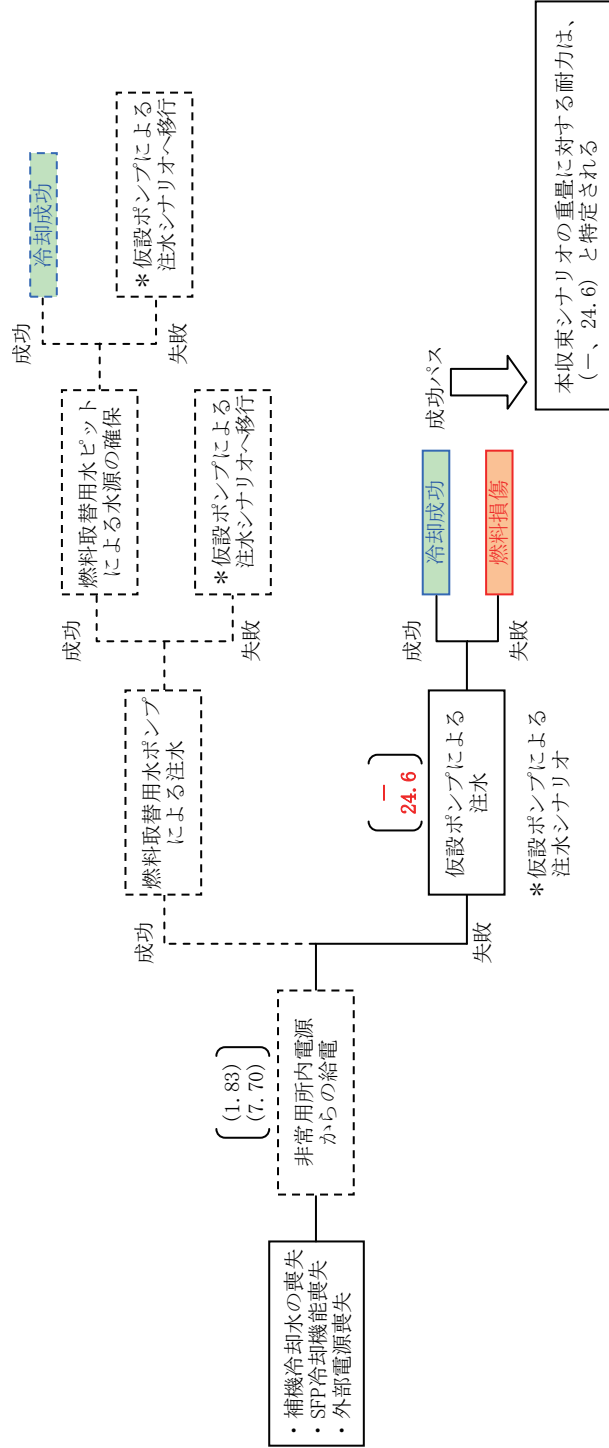 ・補機冷却水の喪失
・SFP冷却機能喪失
・外部電源喪失
(1.83)
(7.70)
非常用所内電源
からの給電
成功
失敗
燃料取替用水ポンプ
による注水
成功
失敗
燃料取替用水ピット
による水源の確保
成功
失敗
冷却成功
＊仮設ポンプによる
注水シナリオへ移行
＊仮設ポンプによる
注水シナリオへ移行
－
24.6
仮設ポンプによる
注水
＊仮設ポンプによる
注水シナリオ
成功
失敗
冷却成功
燃料損傷
成功パス
本収束シナリオの重畳に対する耐力は、
(－、24.6) と特定される